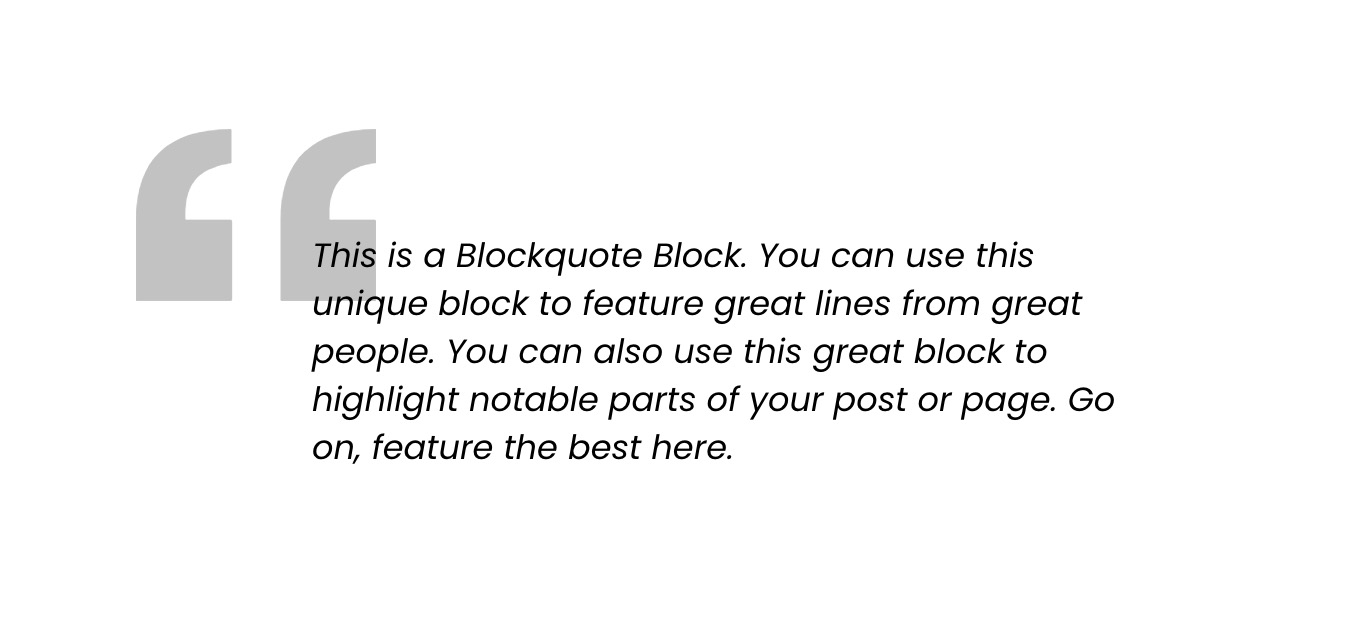 This is a Blockquote Block. You can use this
unique block to feature great lines from great
people. You can also use this great block to
highlight notable parts of your post or page. Go
on, feature the best here.